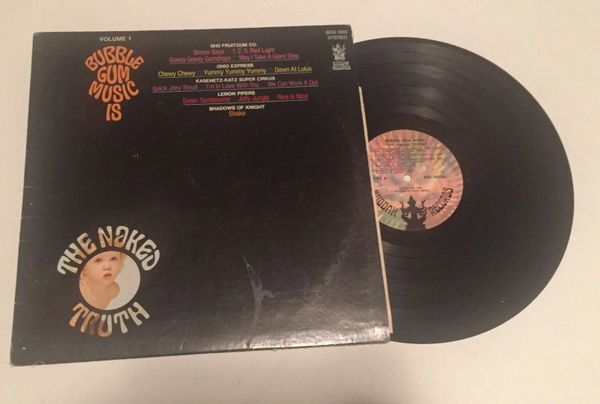 VOLUME 1
BUBBLE
GUM
MUSIC
IS
STEREO
1910 FRUITGUM CO.
Simon Says 1, 2, 3, Red Light
Goody Goody Gumdrops May I Take A Giant Step
OHIO EXPRESS
Chewy Chewy Yummy Yummy Yummy Down At Lulus
KASENETZ-KATZ SUPER CIRKUS
Quick Joey Small I'm In Love With You We Can Work It Out
LEMON PIPERS
Green Tambourine Jelly Jungle Rice Is Nice
SHADOWS OF KNIGHT
Shake
THE NAKED
TRUTH
BUDDAH RECORDS